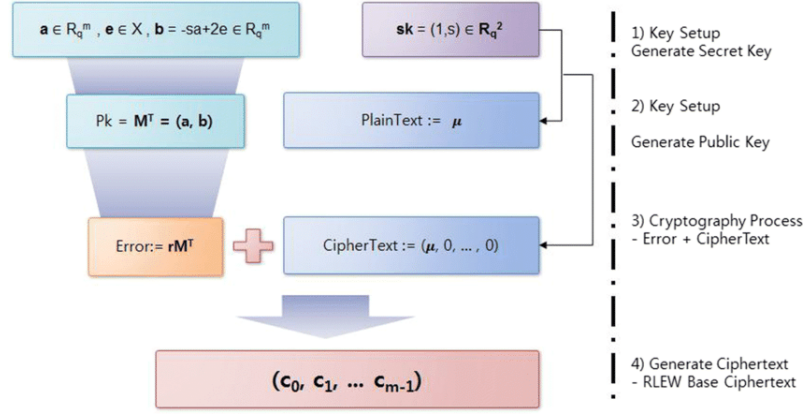 a ∈ Rqᵐ , e ∈ X , b = -sa+2e ∈ Rqᵐ
sk = (1,s) ∈ Rq²
1) Key Setup
Generate Secret Key
Pk = Mᵀ = (a, b)
PlainText := μ
2) Key Setup
Generate Public Key
Error:= rMᵀ
CipherText := (μ, 0, ... , 0)
3) Cryptography Process
- Error + CipherText
(c₀, c₁, ... cₘ₋₁)
4) Generate Ciphertext
- RLEW Base Ciphertext